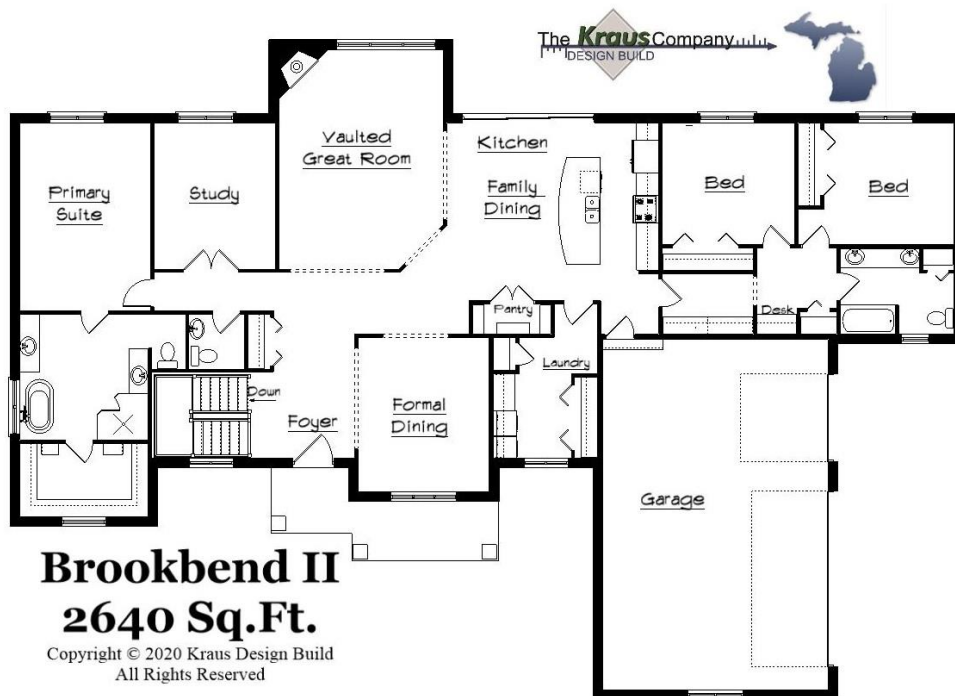 The Kraus Company
DESIGN BUILD
Vaulted
Great Room
Kitchen
Family
Dining
Primary
Suite
Study
Bed
Bed
Pantry
Desk
Laundry
Down
Foyer
Formal
Dining
Garage
Brookbend II
2640 Sq.Ft.
Copyright © 2020 Kraus Design Build
All Rights Reserved